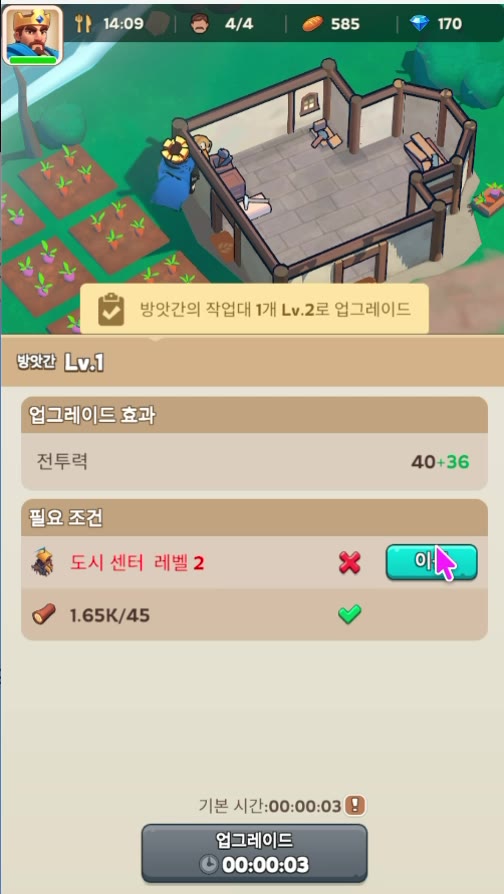 14:09 4/4 585 170
방앗간의 작업대 1개 Lv.2로 업그레이드
방앗간 Lv.1
업그레이드 효과
전투력 40+36
필요 조건
도시 센터 레벨 2
1.65K/45
기본 시간:00:00:03
업그레이드
00:00:03